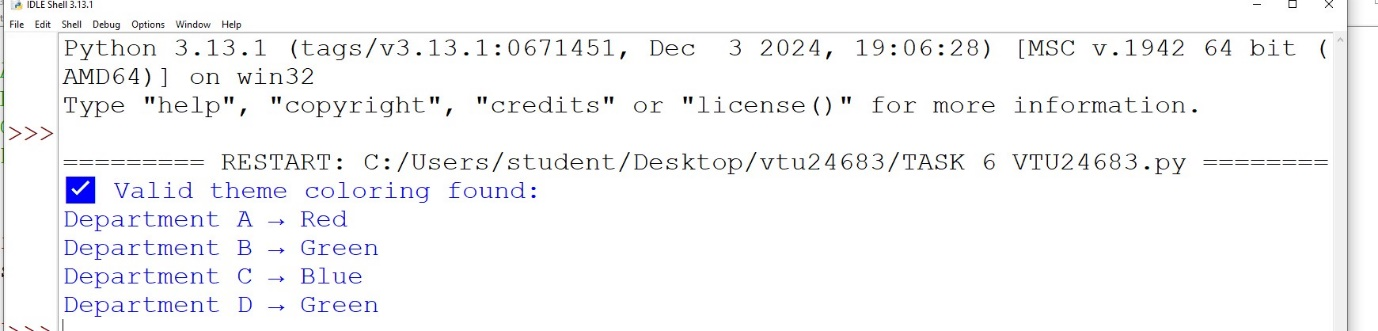 IDLE Shell 3.13.1
File Edit Shell Debug Options Window Help
Python 3.13.1 (tags/v3.13.1:0671451, Dec  3 2024, 19:06:28) [MSC v.1942 64 bit (
AMD64)] on win32
Type "help", "copyright", "credits" or "license()" for more information.
>>>
========= RESTART: C:/Users/student/Desktop/vtu24683/TASK 6 VTU24683.py ========
✅ Valid theme coloring found:
Department A → Red
Department B → Green
Department C → Blue
Department D → Green
>>>